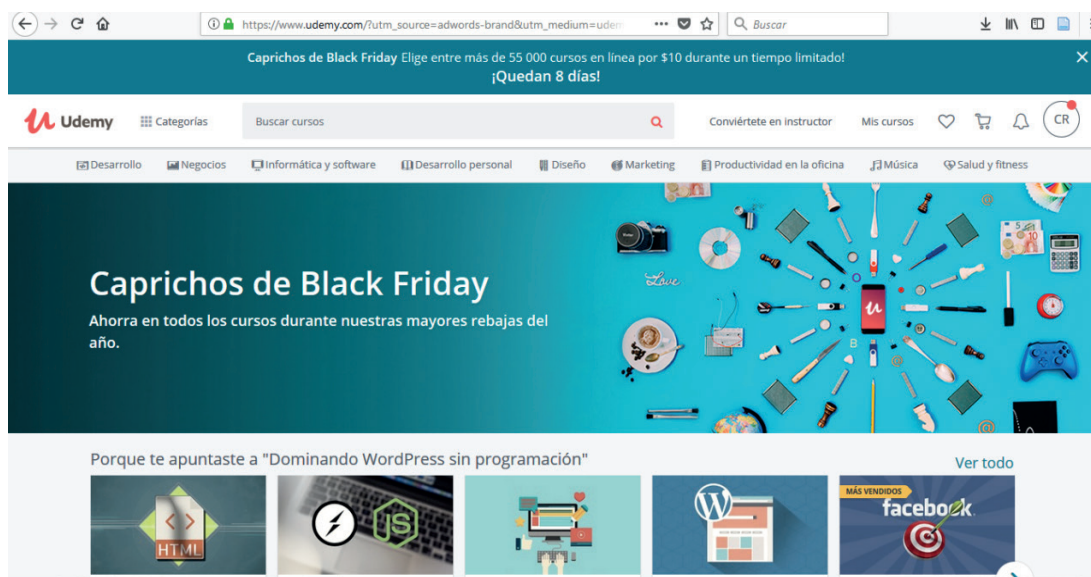 https://www.udemy.com/?utm_source=adwords-brand&utm_medium=udem
Buscar
Caprichos de Black Friday Elige entre más de 55 000 cursos en línea por $10 durante un tiempo limitado!
¡Quedan 8 días!
Udemy
Categorías
Buscar cursos
Conviértete en instructor
Mis cursos
CR
Desarrollo
Negocios
Informática y software
Desarrollo personal
Diseño
Marketing
Productividad en la oficina
Música
Salud y fitness
Caprichos de Black Friday
Ahorra en todos los cursos durante nuestras mayores rebajas del
año.
Love
Porque te apuntaste a "Dominando WordPress sin programación"
Ver todo
HTML
JS
MÁS VENDIDOS
facebook